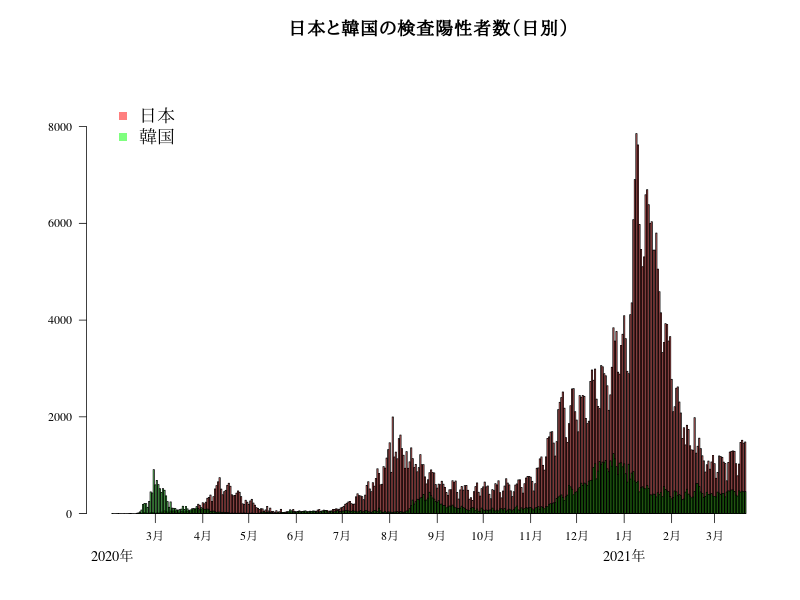 日本と韓国の検査陽性者数（日別）
日本
韓国
8000
6000
4000
2000
0
3月 4月 5月 6月 7月 8月 9月 10月 11月 12月 1月 2月 3月
2020年 2021年